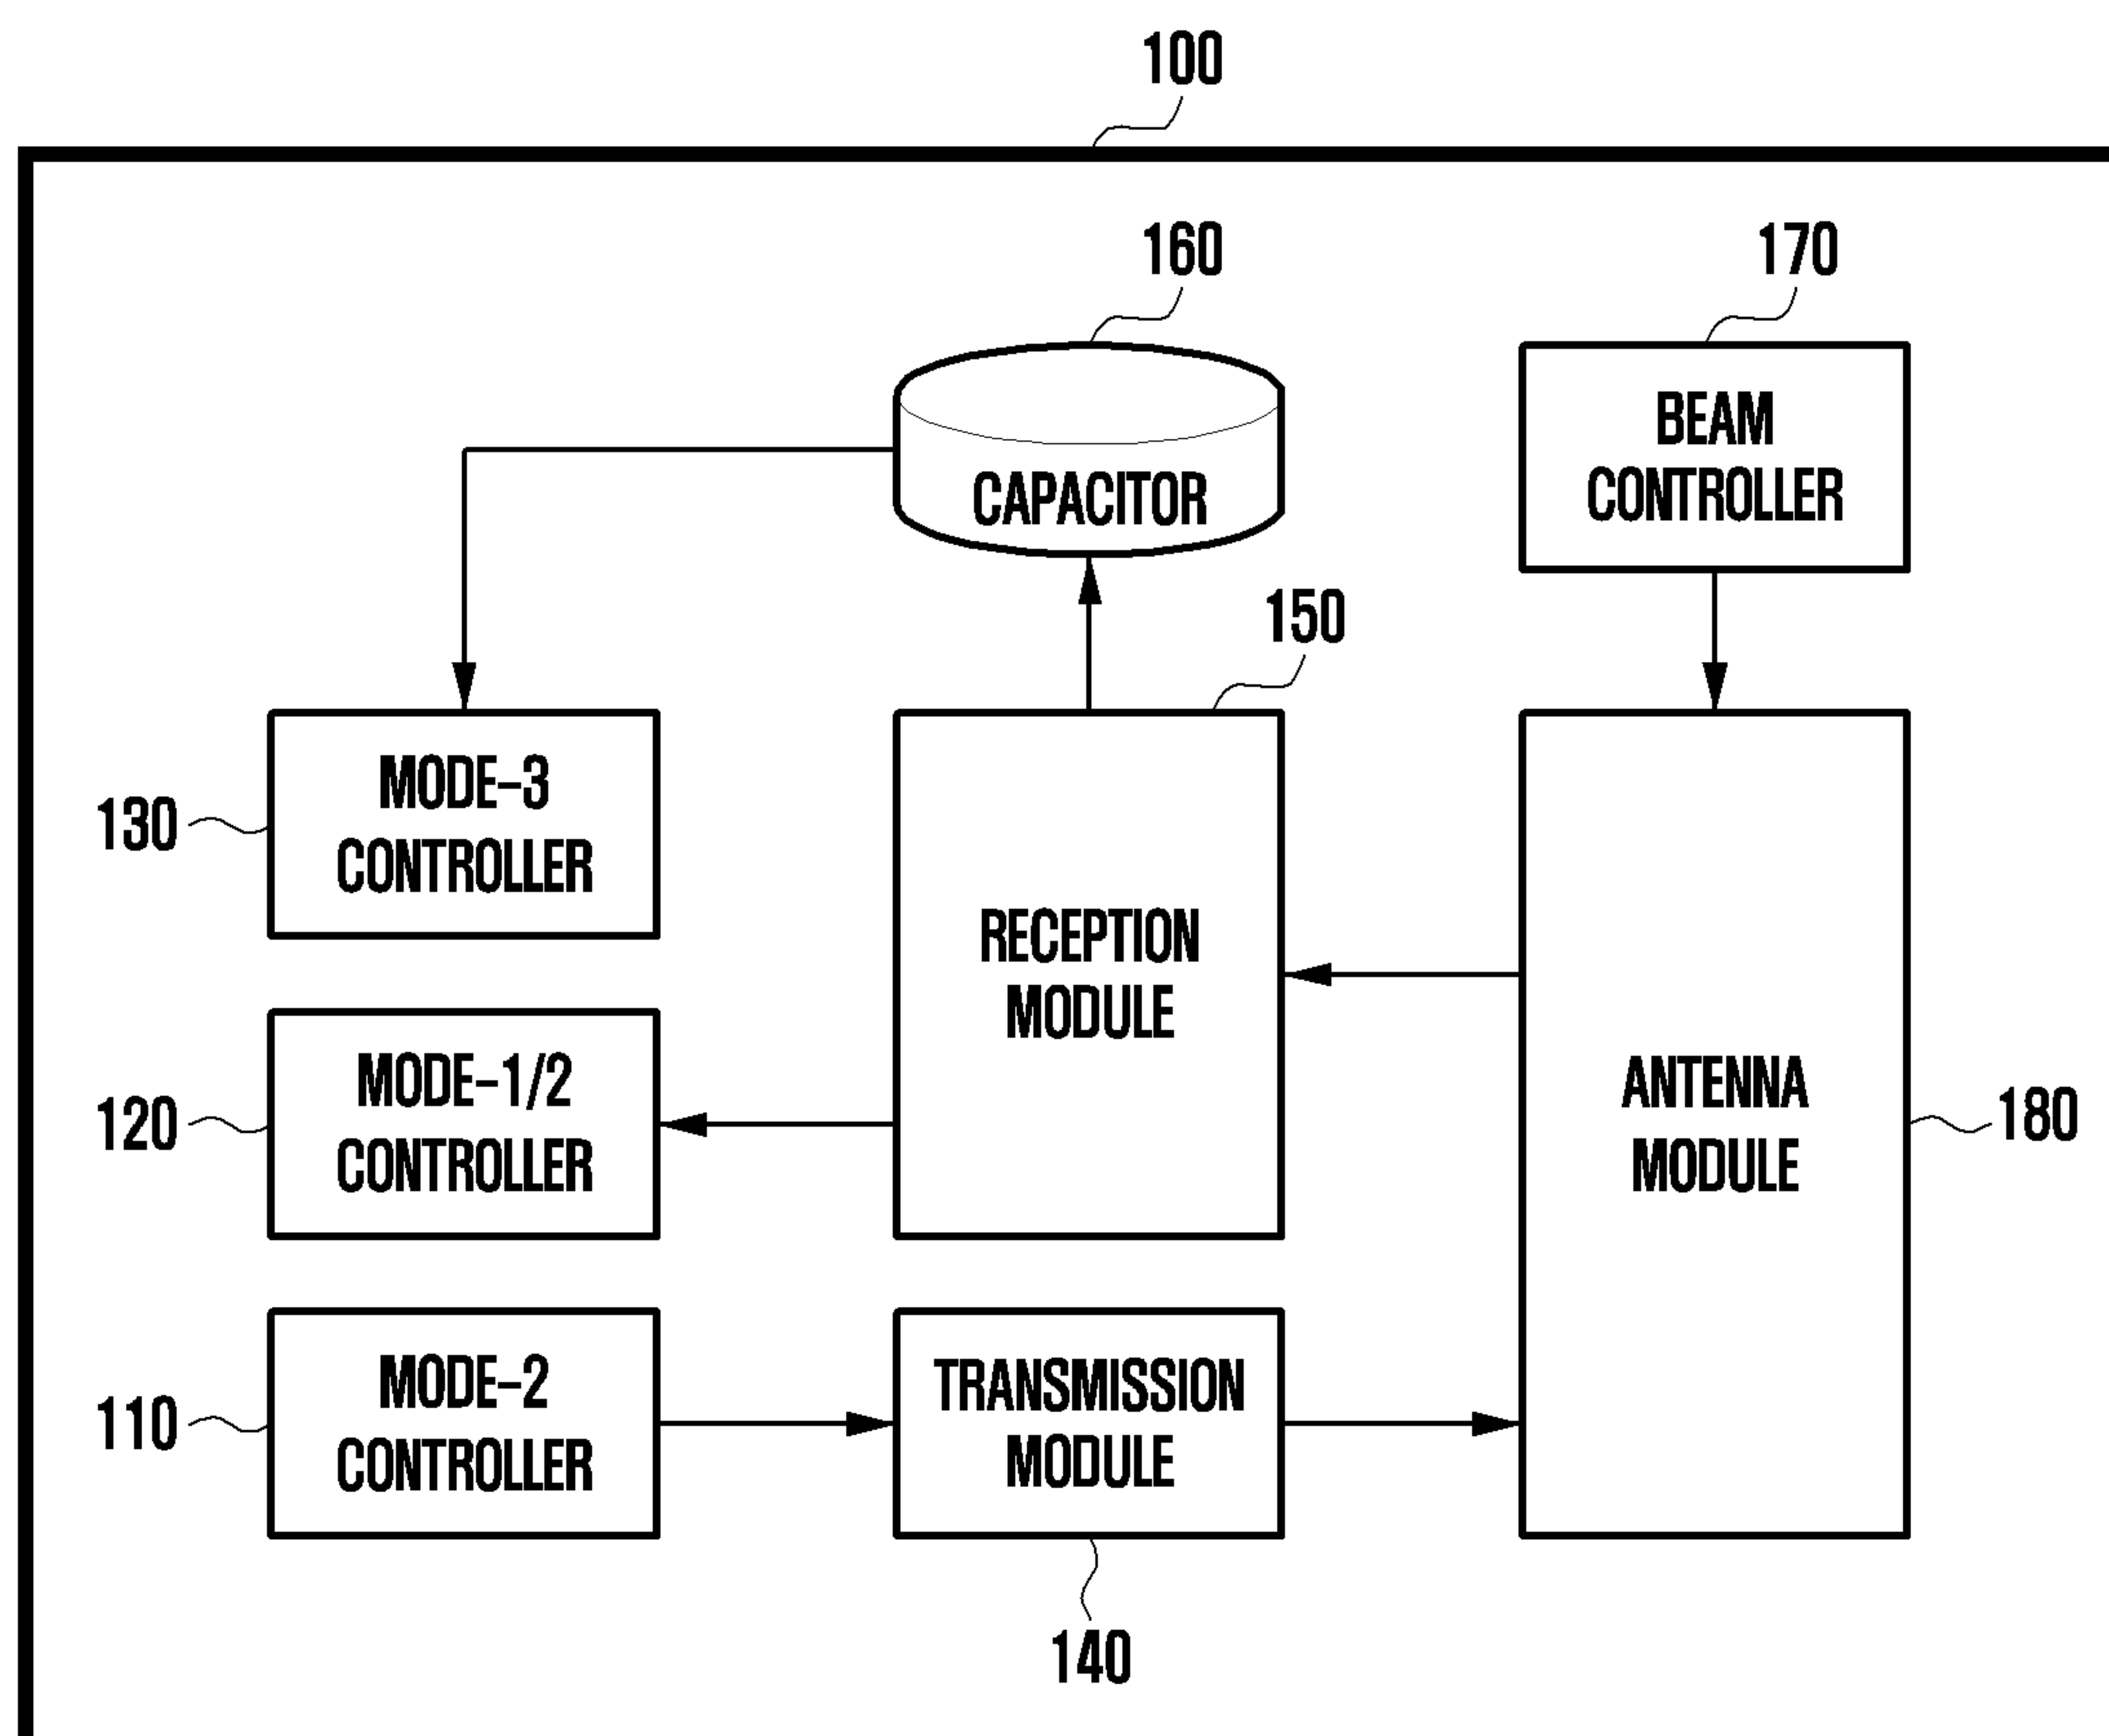 100
160
170
BEAM
CONTROLLER
CAPACITOR
150
130
MODE-3
CONTROLLER
RECEPTION
MODULE
120
MODE-1/2
CONTROLLER
ANTENNA
MODULE
180
110
MODE-2
CONTROLLER
TRANSMISSION
MODULE
140